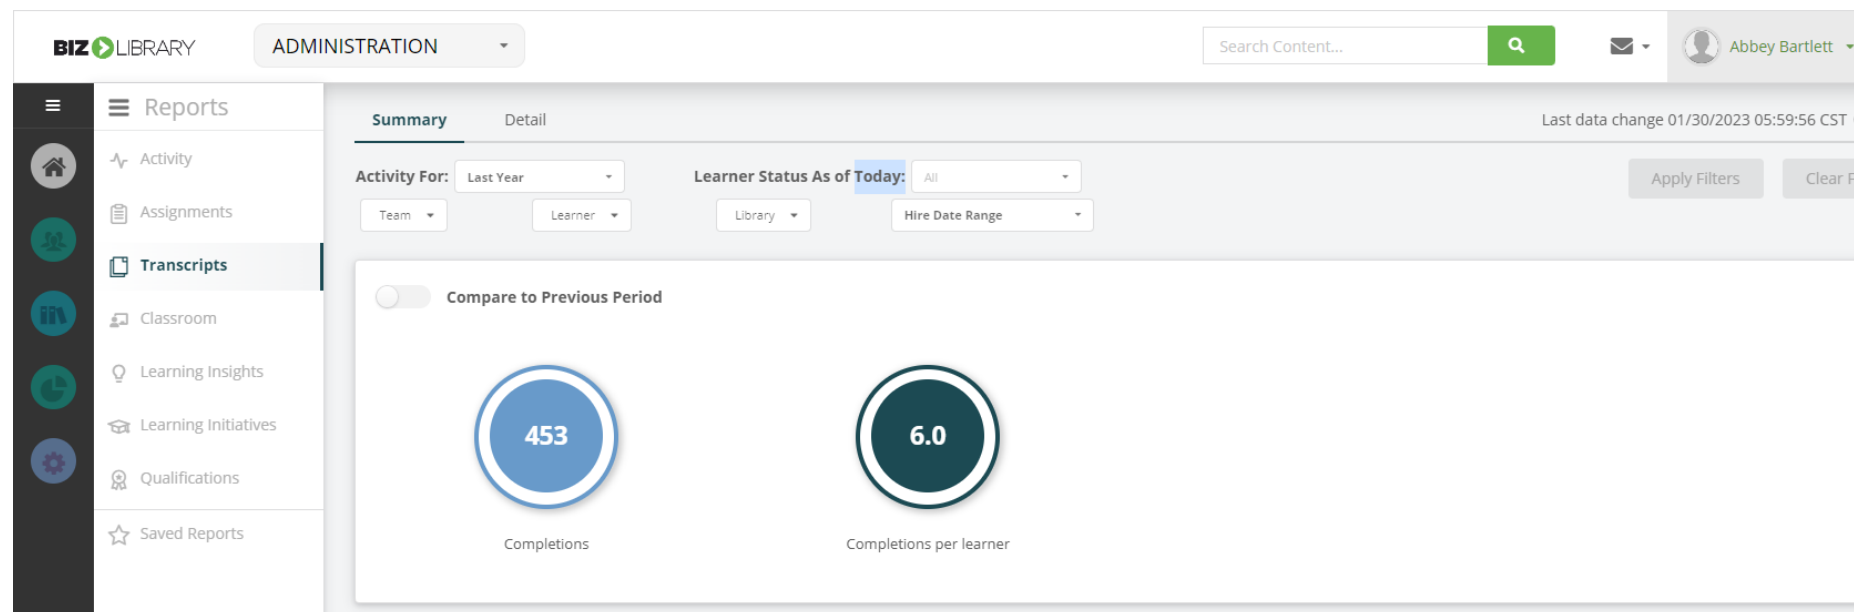 BIZ LIBRARY
ADMINISTRATION
Search Content...
Abbey Bartlett
Reports
Activity
Assignments
Transcripts
Classroom
Learning Insights
Learning Initiatives
Qualifications
Saved Reports
Summary Detail
Last data change 01/30/2023 05:59:56 CST
Activity For: Last Year Learner Status As of Today: All
Apply Filters Clear F
Team Learner Library Hire Date Range
Compare to Previous Period
453 6.0
Completions Completions per learner